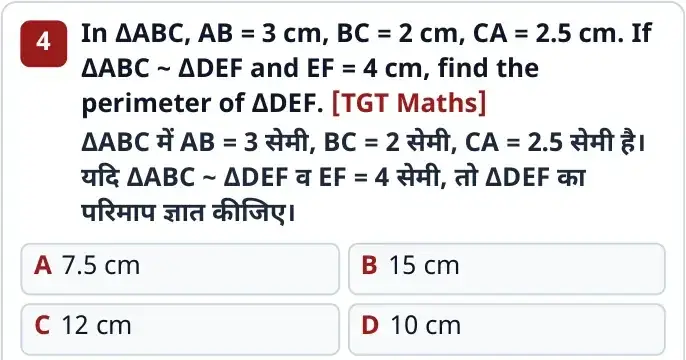 4
In ΔABC, AB = 3 cm, BC = 2 cm, CA = 2.5 cm. If
ΔABC ~ ΔDEF and EF = 4 cm, find the
perimeter of ΔDEF. [TGT Maths]
ΔABC में AB = 3 सेमी, BC = 2 सेमी, CA = 2.5 सेमी है।
यदि ΔABC ~ ΔDEF व EF = 4 सेमी, तो ΔDEF का
परिमाप ज्ञात कीजिए।
A 7.5 cm
B 15 cm
C 12 cm
D 10 cm